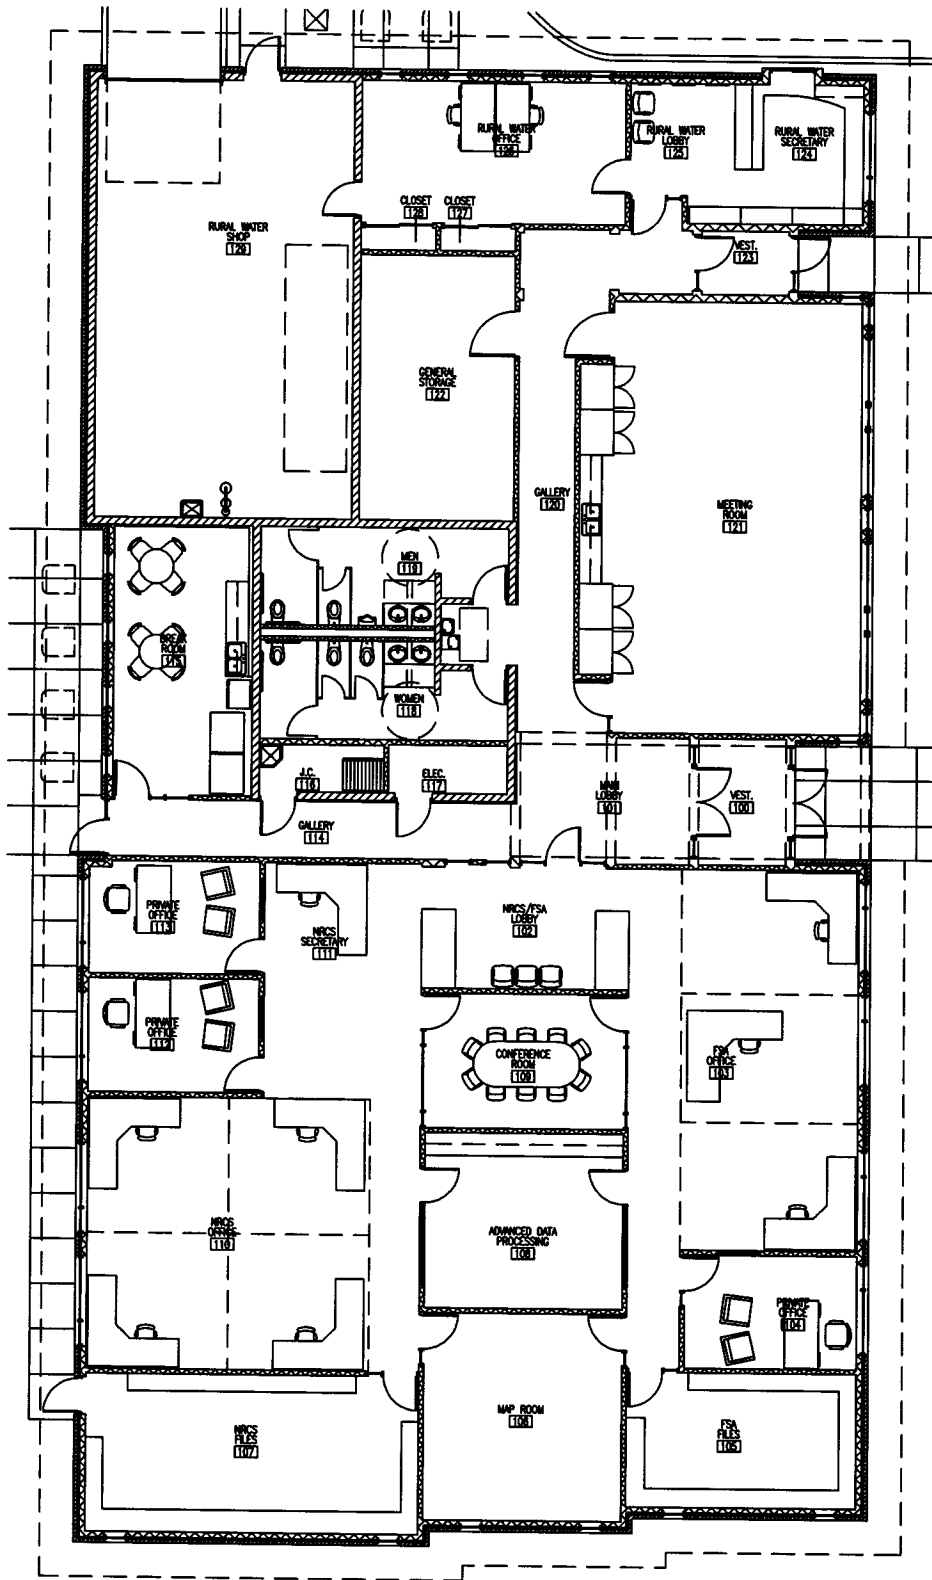 RURAL WATER
OFFICE
126
RURAL WATER
LOBBY
125
RURAL WATER
SECRETARY
124
CLOSET
128
CLOSET
127
RURAL WATER
SHOP
129
VEST.
123
GENERAL
STORAGE
122
GALLERY
120
MEETING
ROOM
121
MEN
119
BREAK
ROOM
115
WOMEN
118
J.C.
116
ELEC.
117
MAIN
LOBBY
101
VEST.
100
GALLERY
114
PRIVATE
OFFICE
113
NRCS
SECRETARY
111
NRCS/FSA
LOBBY
102
PRIVATE
OFFICE
112
CONFERENCE
ROOM
109
FSA
OFFICE
103
NRCS
OFFICE
110
ADVANCED DATA
PROCESSING
108
PRIVATE
OFFICE
104
MAP ROOM
106
NRCS
FILES
107
FSA
FILES
105